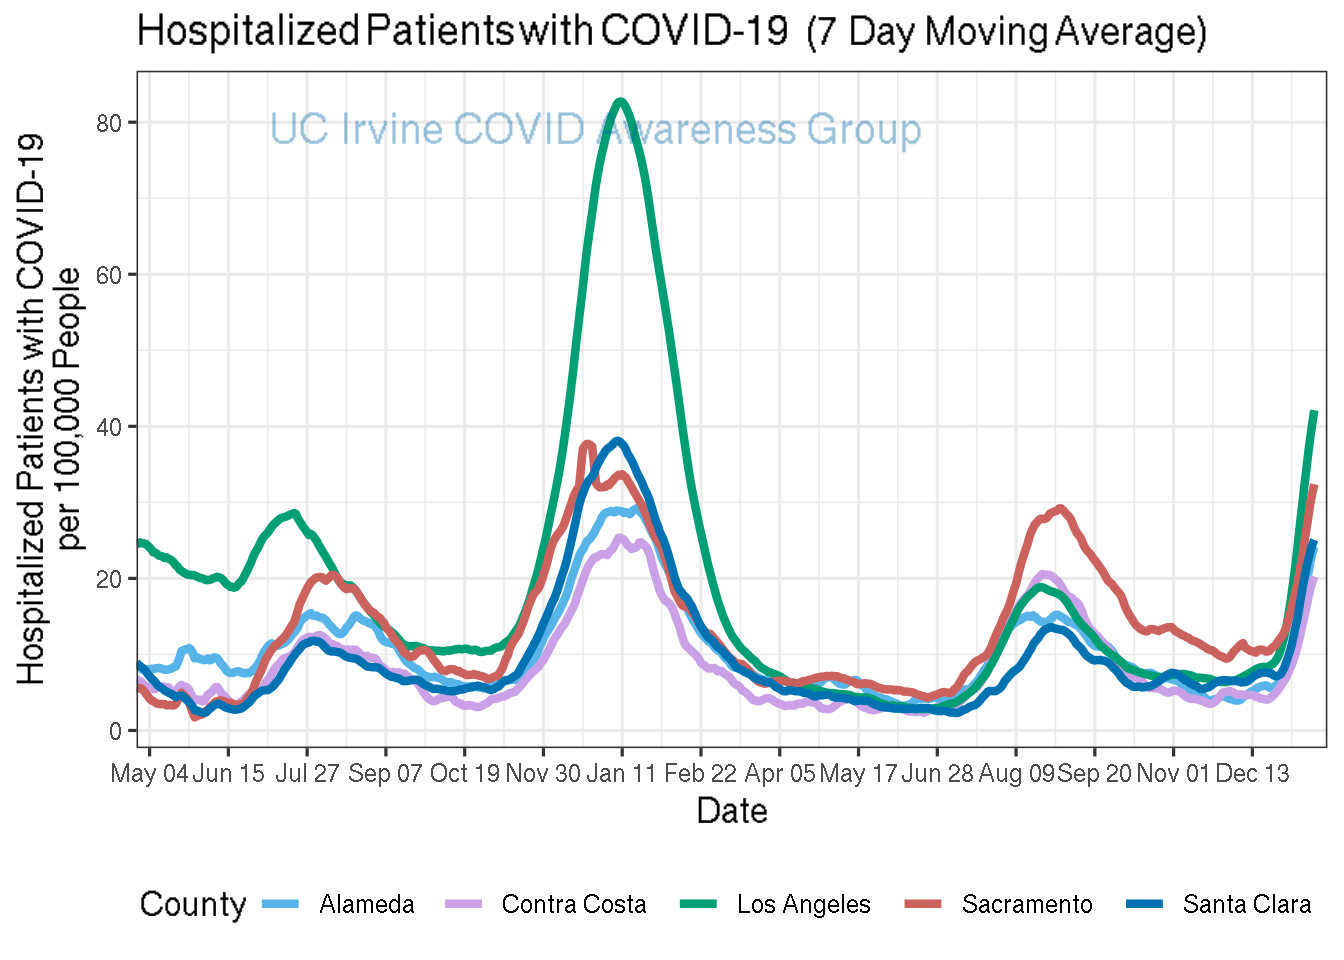 Hospitalized Patients with COVID-19 (7 Day Moving Average)
UC Irvine COVID Awareness Group
Hospitalized Patients with COVID-19
per 100,000 People
80
60
40
20
0
May 04 Jun 15 Jul 27 Sep 07 Oct 19 Nov 30 Jan 11 Feb 22 Apr 05 May 17 Jun 28 Aug 09 Sep 20 Nov 01 Dec 13
Date
County Alameda Contra Costa Los Angeles Sacramento Santa Clara